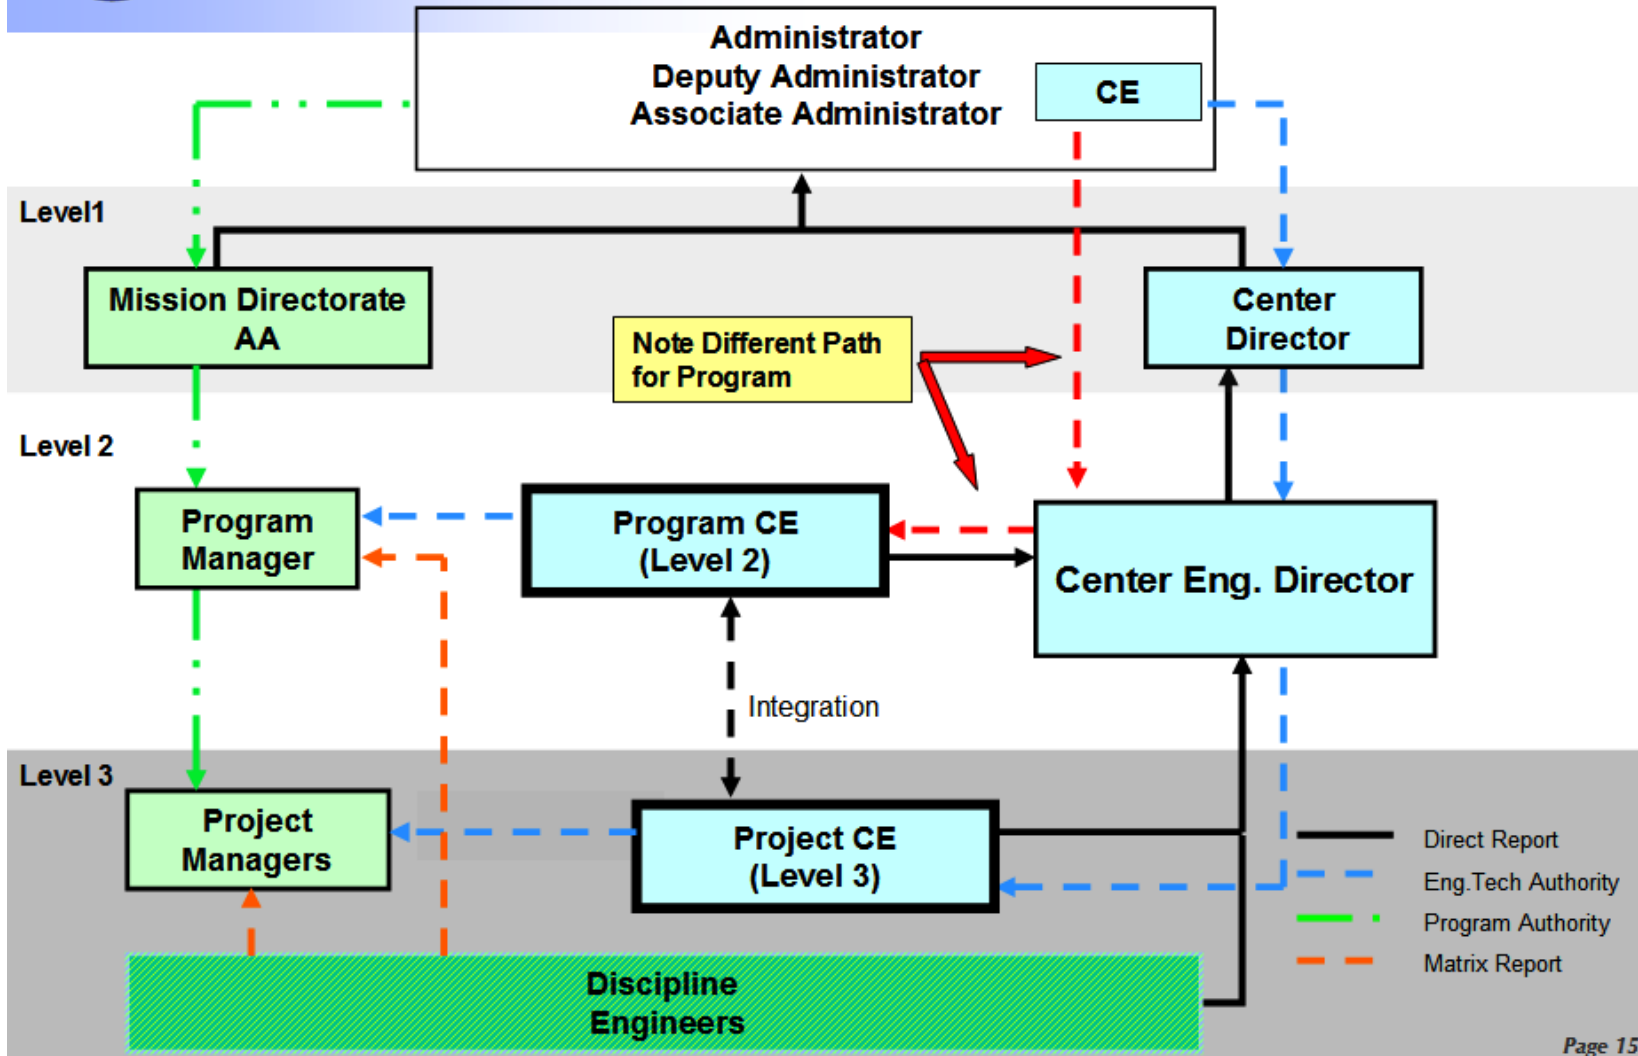 Administrator
Deputy Administrator
Associate Administrator
CE
Level1
Mission Directorate
AA
Center
Director
Note Different Path
for Program
Level 2
Program
Manager
Program CE
(Level 2)
Center Eng. Director
Integration
Level 3
Project
Managers
Project CE
(Level 3)
Direct Report
Eng.Tech Authority
Program Authority
Matrix Report
Discipline
Engineers
Page 15